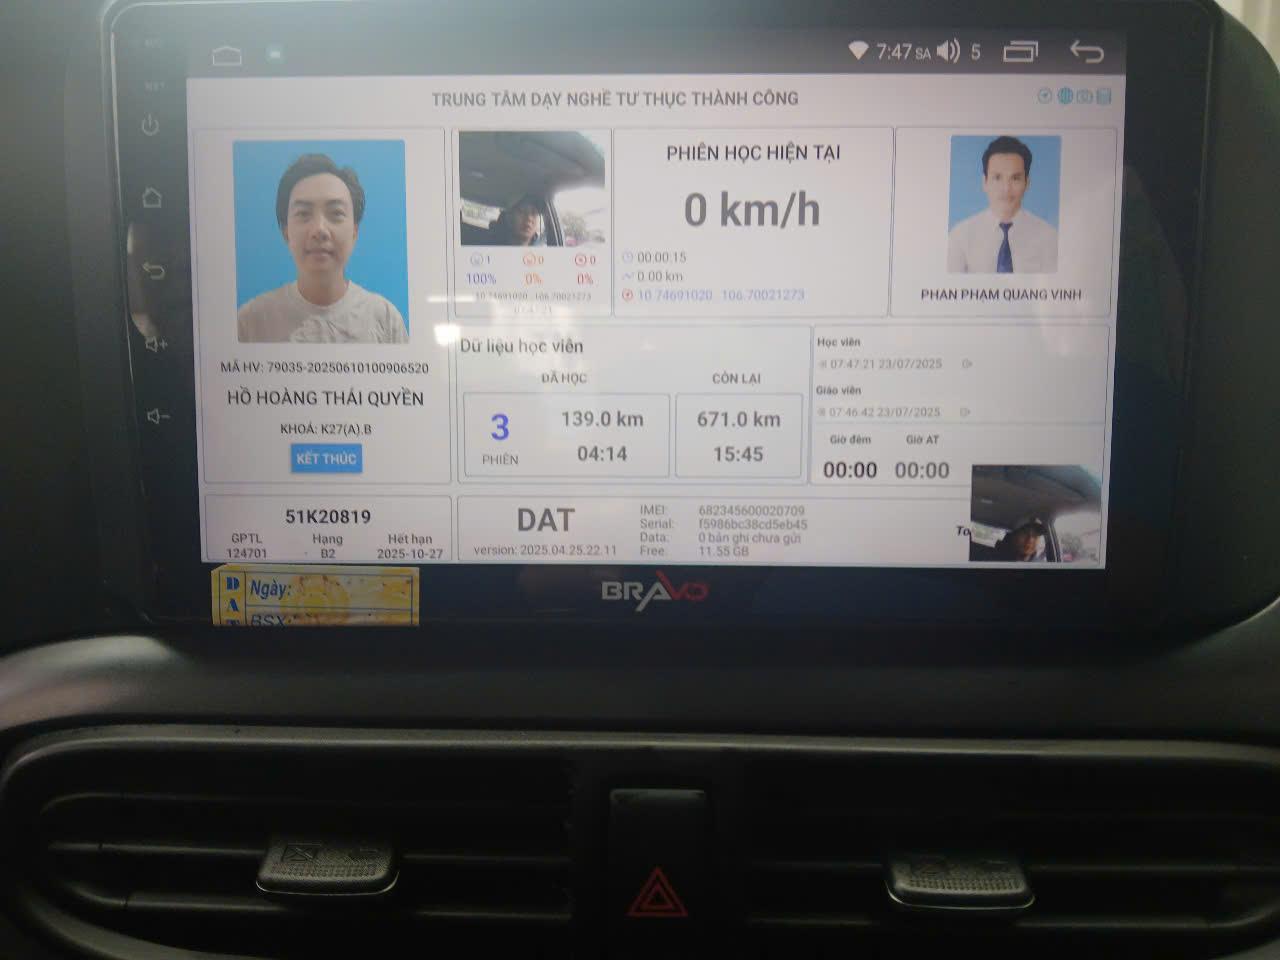 7:47 SA 5
TRUNG TÂM DẠY NGHỀ TƯ THỤC THÀNH CÔNG
MÃ HV: 79035-20250610100906520
HỒ HOÀNG THÁI QUYỀN
KHOÁ: K27(A).B
KẾT THÚC
1 0 0
100% 0% 0%
10.74691020 106.70021273
07:47:21
PHIÊN HỌC HIỆN TẠI
0 km/h
00:00:15
0.00 km
10.74691020 106.70021273
PHAN PHẠM QUANG VINH
Dữ liệu học viên
ĐÃ HỌC CÒN LẠI
3 139.0 km 671.0 km
PHIÊN 04:14 15:45
Học viên
07:47:21 23/07/2025
Giáo viên
07:46:42 23/07/2025
Giờ đêm Giờ AT
00:00 00:00
51K20819
GPTL Hạng Hết hạn
124701 B2 2025-10-27
DAT
version: 2025.04.25.22.11
IMEI: 682345600020709
Serial: f5986bc38cd5eb45
Data: 0 bản ghi chưa gửi
Free: 11.55 GB
BRAVO
DAT
Ngày:
BSX: